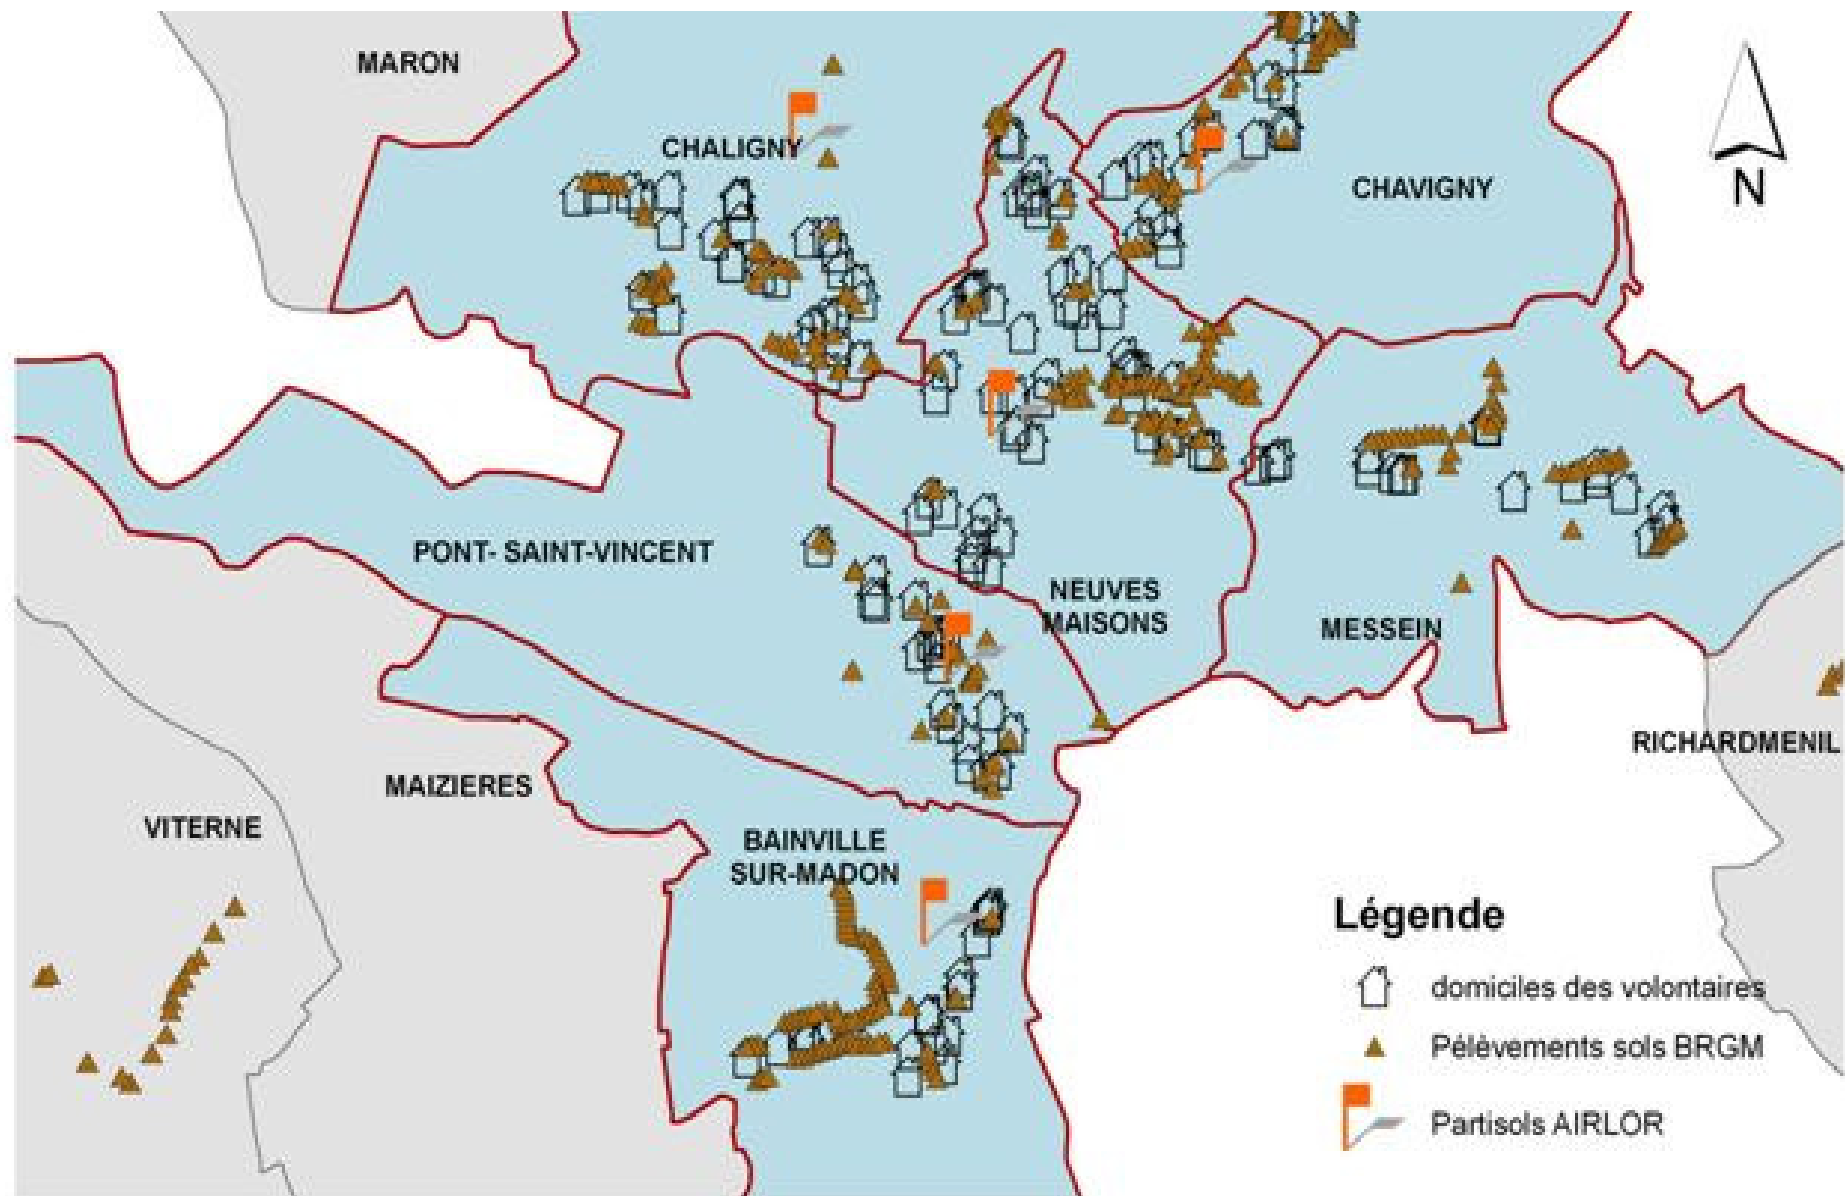 MARON
CHALIGNY
CHAVIGNY
N
PONT- SAINT-VINCENT
NEUVES
MAISONS
MESSEIN
RICHARDMENIL
MAIZIERES
VITERNE
BAINVILLE
SUR-MADON
Légende
domiciles des volontaires
Pélèvements sols BRGM
Partisols AIRLOR